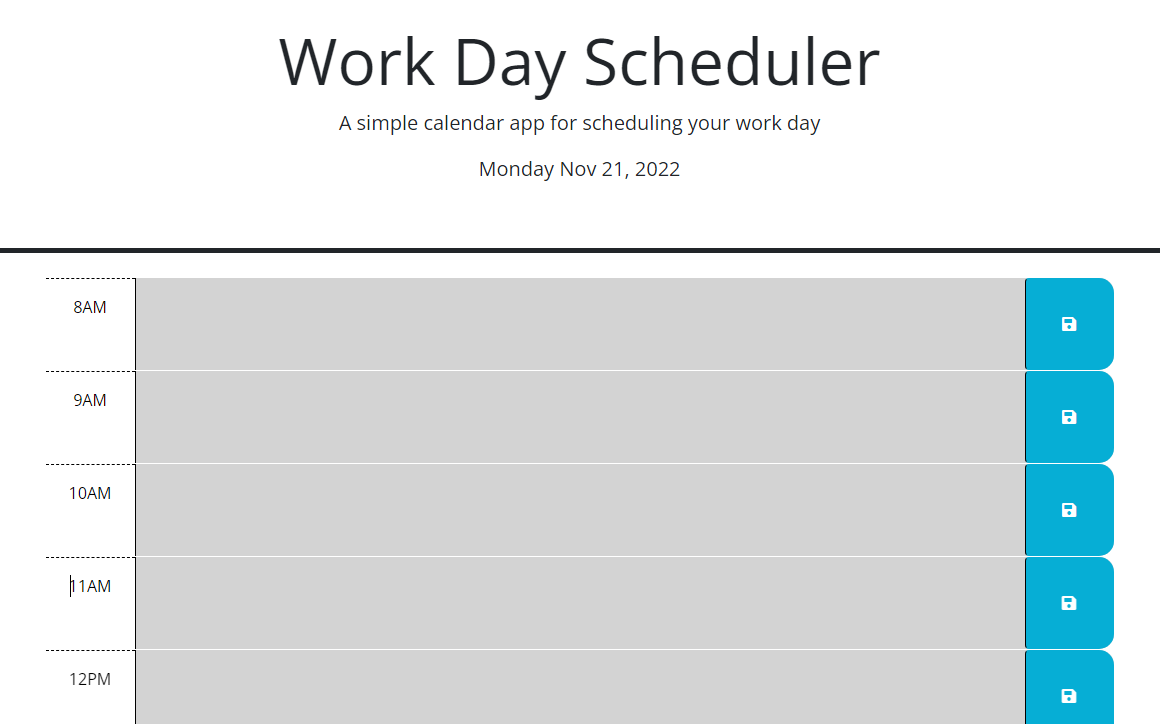 Work Day Scheduler
A simple calendar app for scheduling your work day
Monday Nov 21, 2022
8AM
9AM
10AM
11AM
12PM